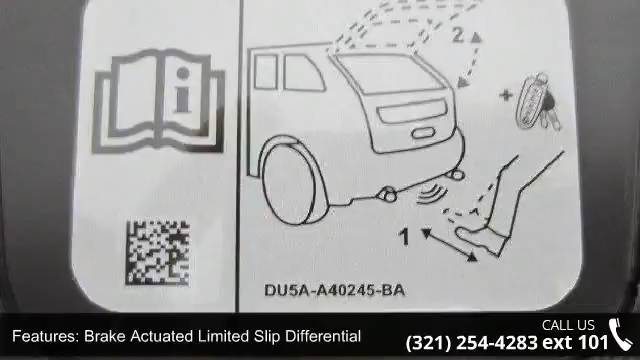 2
+
1
DU5A-A40245-BA
Features: Brake Actuated Limited Slip Differential
CALL US
(321) 254-4283 ext 101